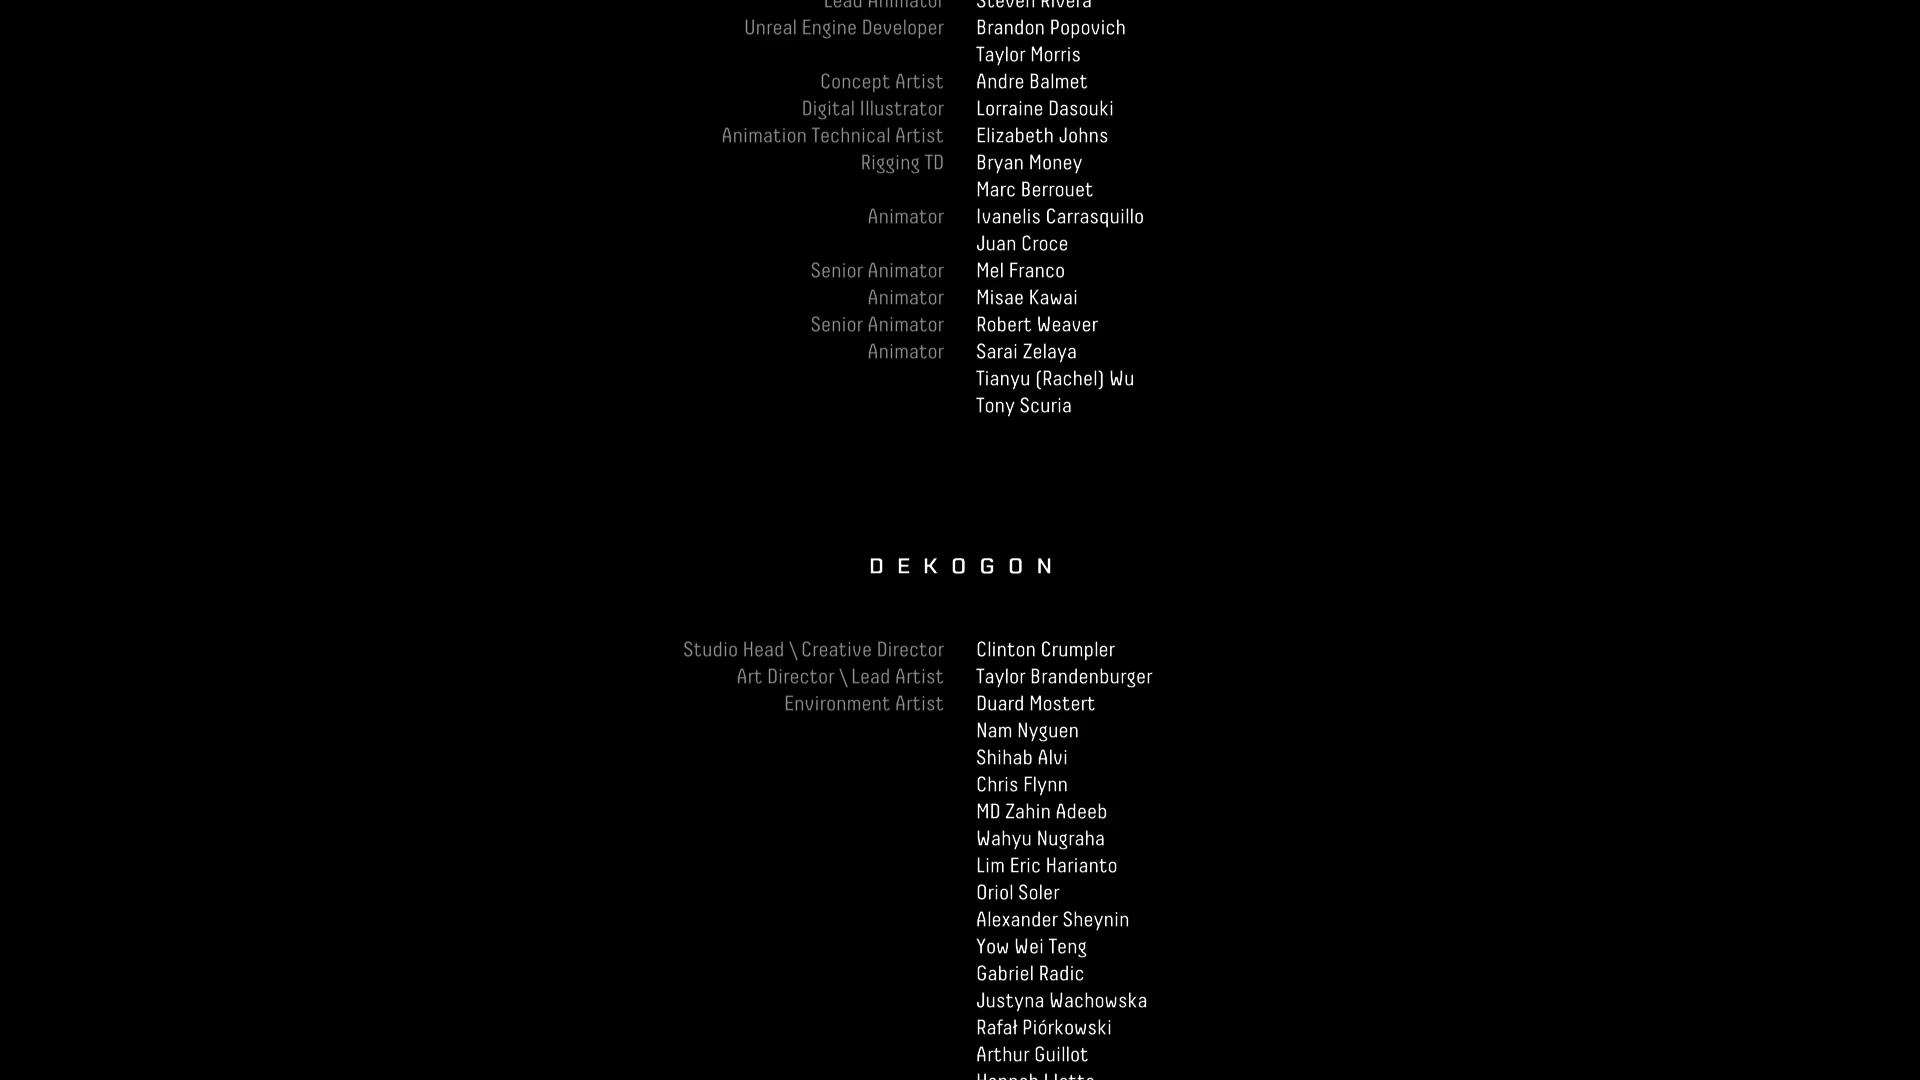 Lead Animator Steven Rivera
Unreal Engine Developer Brandon Popovich
Taylor Morris
Concept Artist Andre Balmet
Digital Illustrator Lorraine Dasouki
Animation Technical Artist Elizabeth Johns
Rigging TD Bryan Money
Marc Berrouet
Animator Ivanelis Carrasquillo
Juan Croce
Senior Animator Mel Franco
Animator Misae Kawai
Senior Animator Robert Weaver
Animator Sarai Zelaya
Tianyu (Rachel) Wu
Tony Scuria
DEKOGON
Studio Head \ Creative Director Clinton Crumpler
Art Director \ Lead Artist Taylor Brandenburger
Environment Artist Duard Mostert
Nam Nyguen
Shihab Alvi
Chris Flynn
MD Zahin Adeeb
Wahyu Nugraha
Lim Eric Harianto
Oriol Soler
Alexander Sheynin
Yow Wei Teng
Gabriel Radic
Justyna Wachowska
Rafał Piórkowski
Arthur Guillot